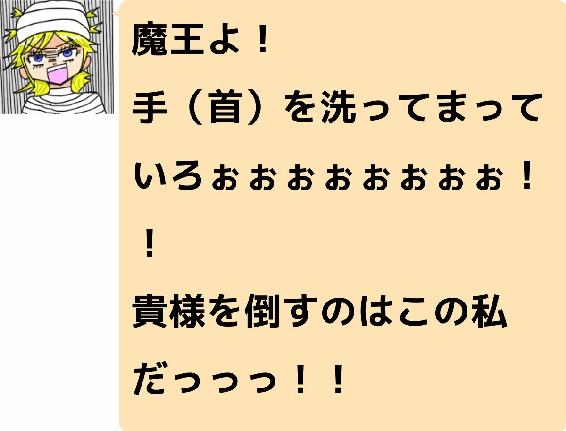 魔王よ！
手（首）を洗ってまって
いろぉぉぉぉぉぉぉぉ！
！
貴様を倒すのはこの私
だっっっ！！